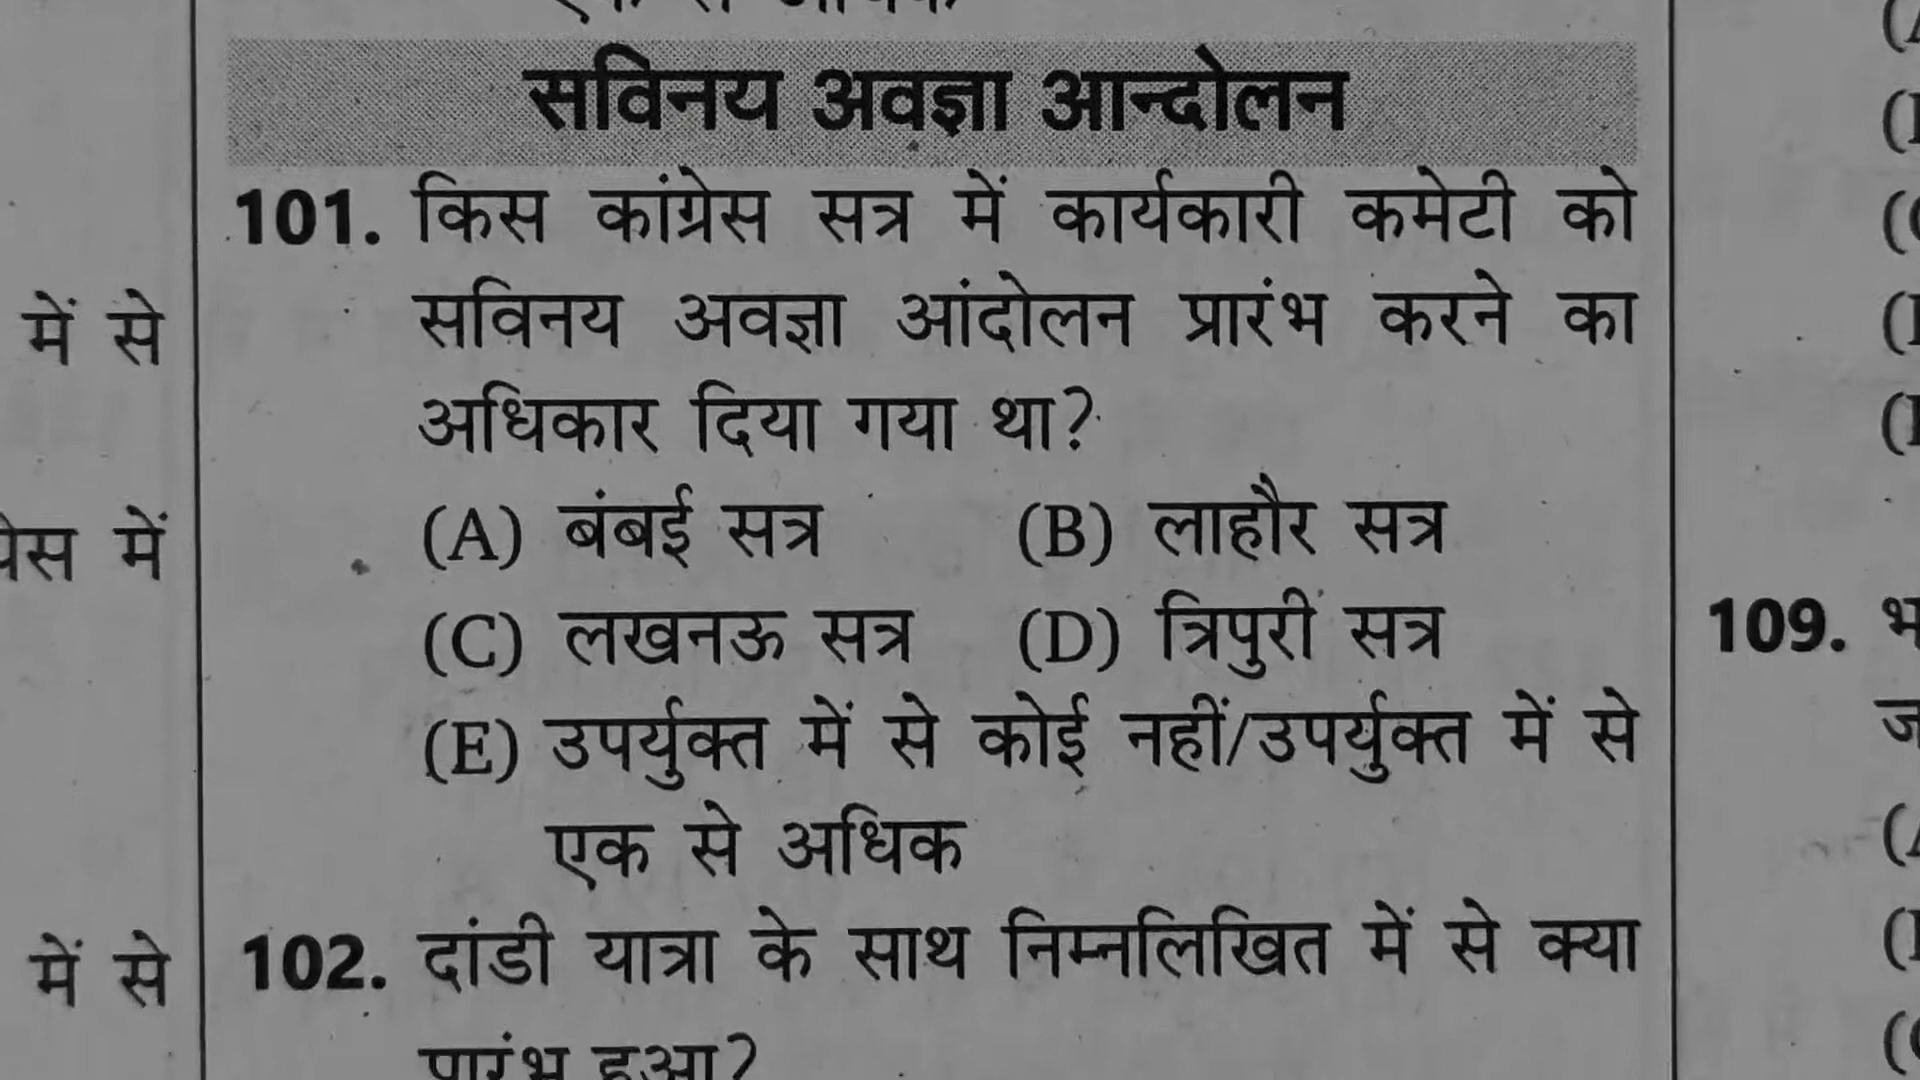 में से
 में
में से
सविनय अवज्ञा आन्दोलन
101. किस कांग्रेस सत्र में कार्यकारी कमेटी को
सविनय अवज्ञा आंदोलन प्रारंभ करने का
अधिकार दिया गया था?
(A) बंबई सत्र (B) लाहौर सत्र
(C) लखनऊ सत्र (D) त्रिपुरी सत्र
(E) उपर्युक्त में से कोई नहीं/उपर्युक्त में से
एक से अधिक
102. दांडी यात्रा के साथ निम्नलिखित में से क्या
प्रारंभ हुआ?
109.